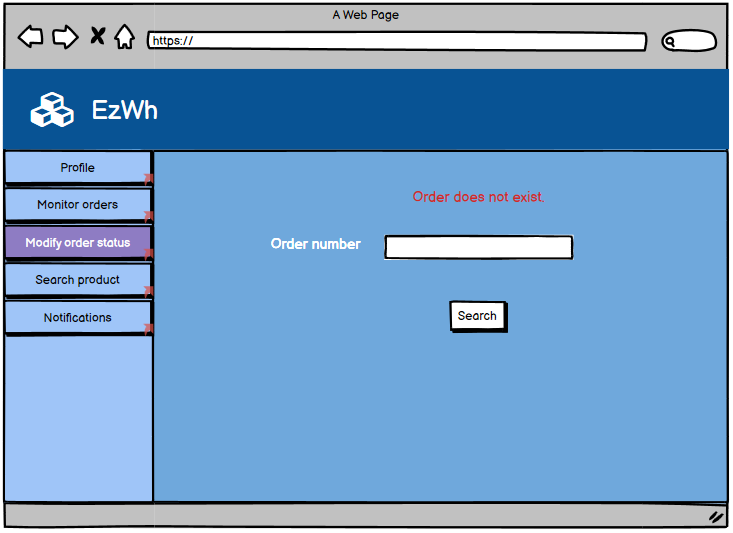 A Web Page
https://
EzWh
Profile
Monitor orders
Modify order status
Search product
Notifications
Order does not exist.
Order number
Search